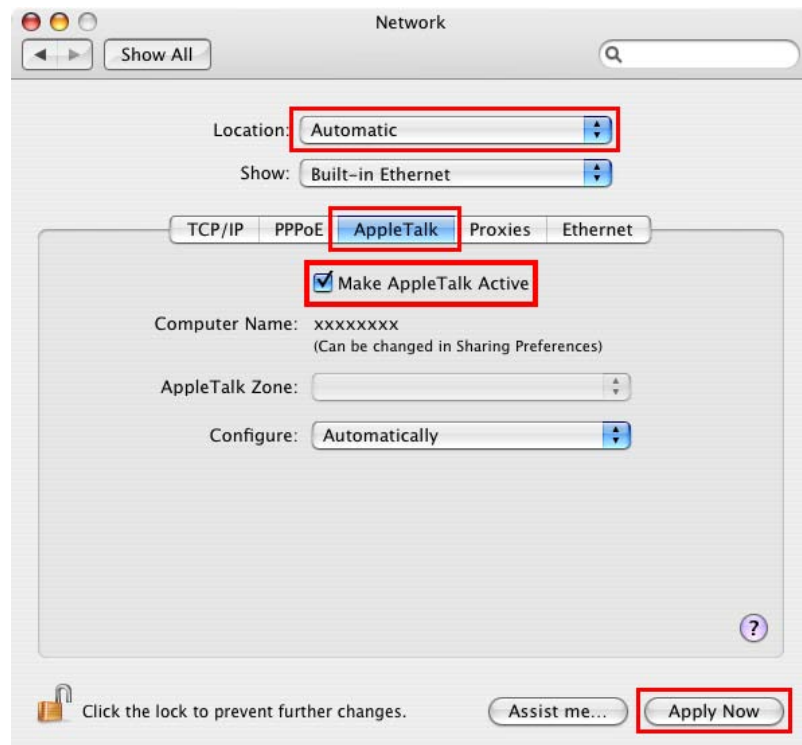 Network
Show All
Location: Automatic
Show: Built-in Ethernet
TCP/IP PPPoE AppleTalk Proxies Ethernet
Make AppleTalk Active
Computer Name: xxxxxxxx
(Can be changed in Sharing Preferences)
AppleTalk Zone:
Configure: Automatically
?
Click the lock to prevent further changes. Assist me... Apply Now